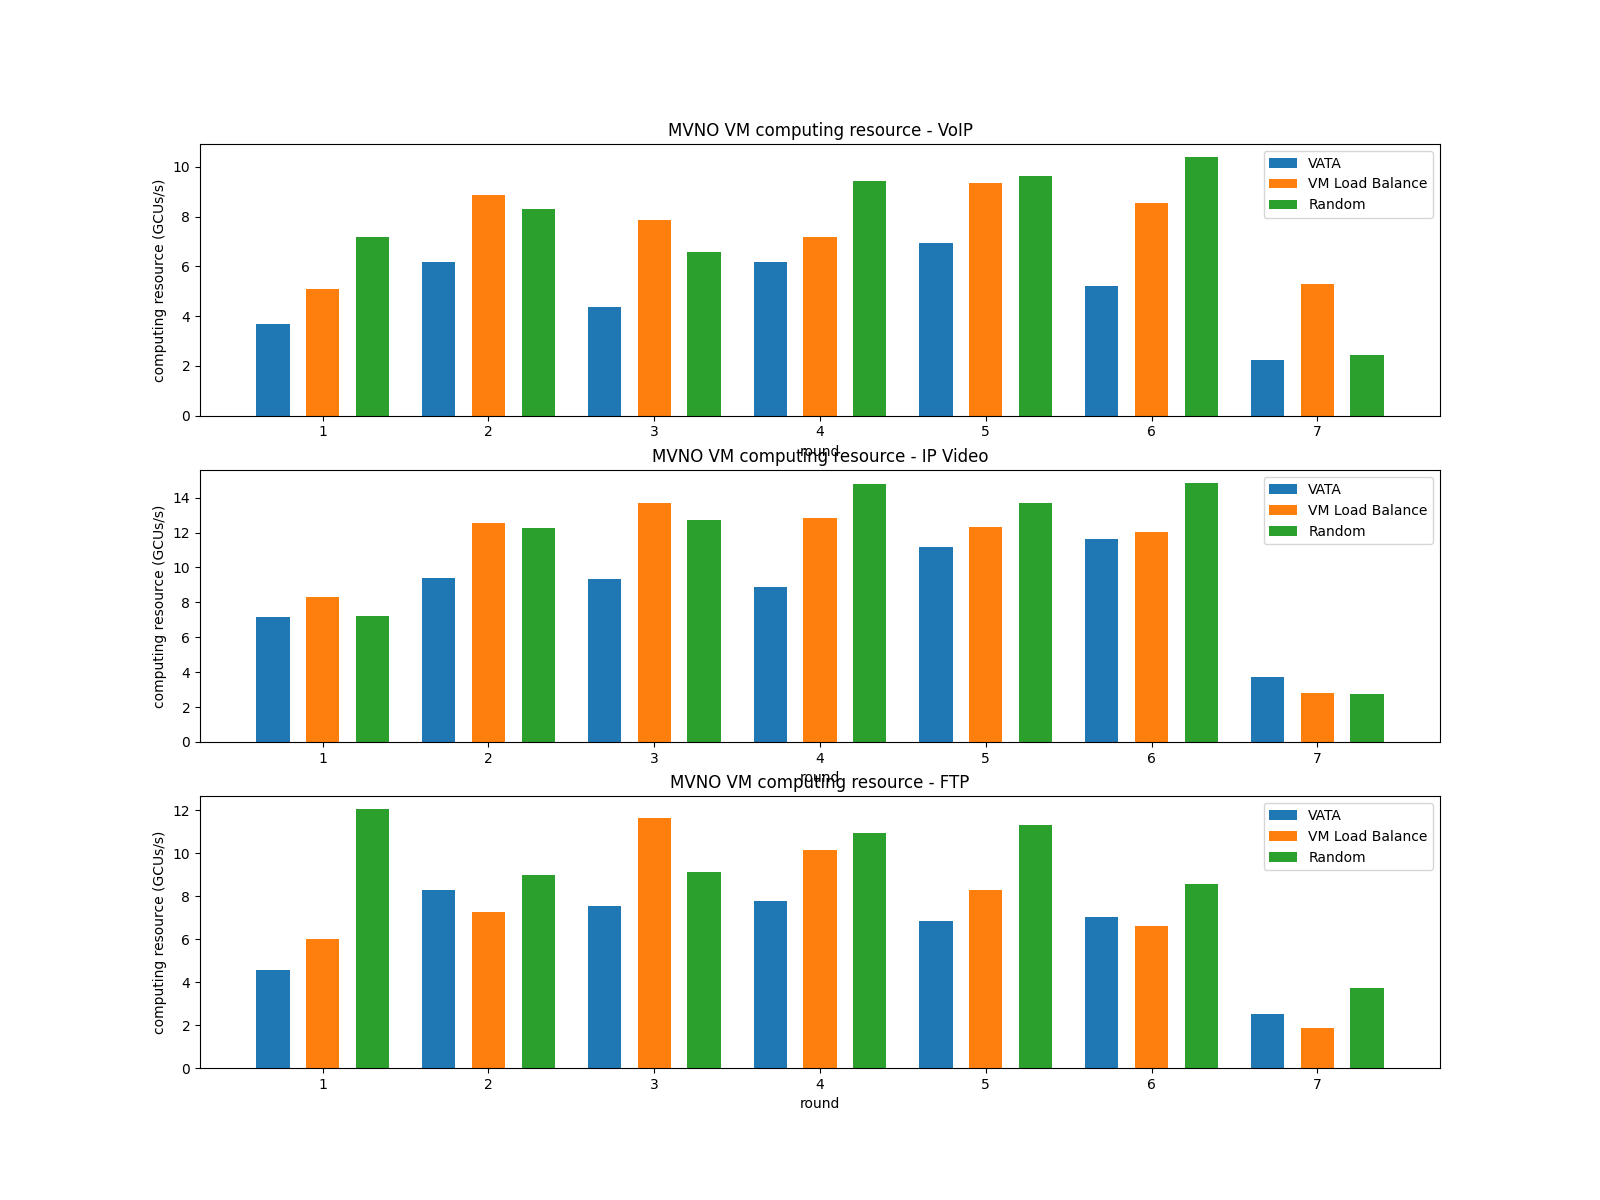 MVNO VM computing resource - VoIP
computing resource (GCUs/s)
10
8
6
4
2
0
VATA
VM Load Balance
Random
1 2 3 4 5 6 7
round
MVNO VM computing resource - IP Video
computing resource (GCUs/s)
14
12
10
8
6
4
2
0
VATA
VM Load Balance
Random
1 2 3 4 5 6 7
round
MVNO VM computing resource - FTP
computing resource (GCUs/s)
12
10
8
6
4
2
0
VATA
VM Load Balance
Random
1 2 3 4 5 6 7
round